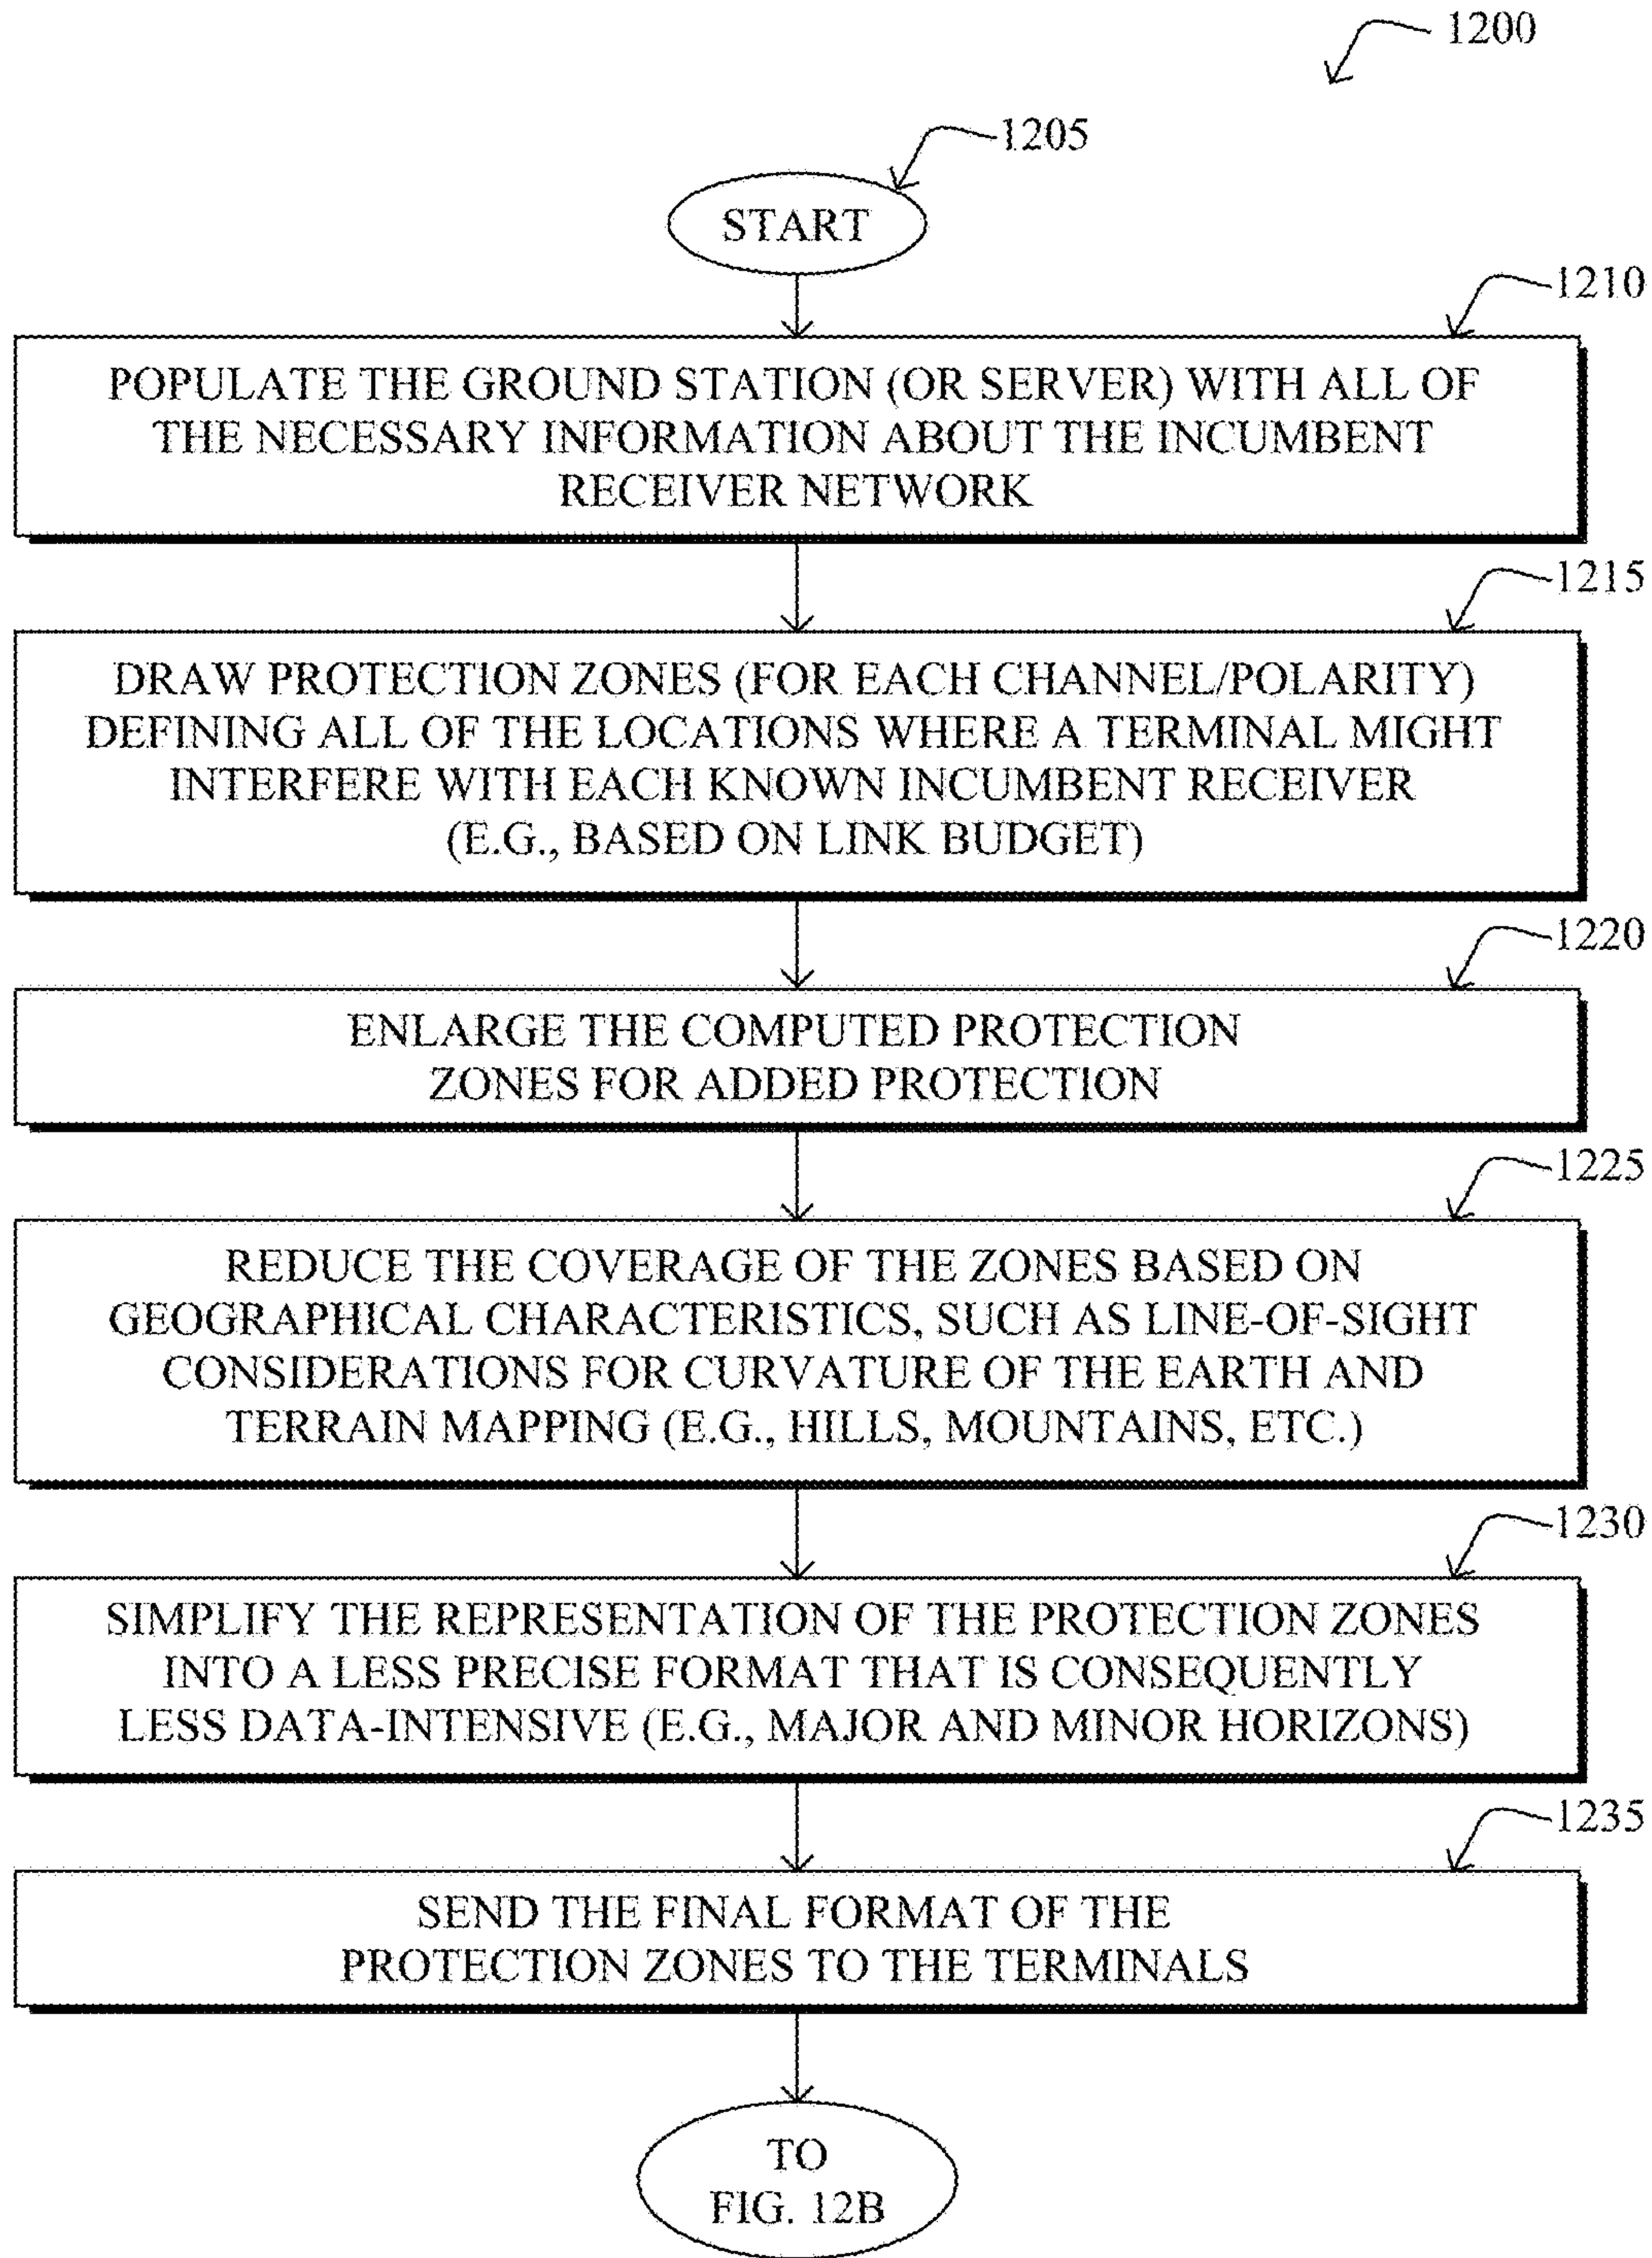 1200
1205
START
1210
POPULATE THE GROUND STATION (OR SERVER) WITH ALL OF
THE NECESSARY INFORMATION ABOUT THE INCUMBENT
RECEIVER NETWORK
1215
DRAW PROTECTION ZONES (FOR EACH CHANNEL/POLARITY)
DEFINING ALL OF THE LOCATIONS WHERE A TERMINAL MIGHT
INTERFERE WITH EACH KNOWN INCUMBENT RECEIVER
(E.G., BASED ON LINK BUDGET)
1220
ENLARGE THE COMPUTED PROTECTION
ZONES FOR ADDED PROTECTION
1225
REDUCE THE COVERAGE OF THE ZONES BASED ON
GEOGRAPHICAL CHARACTERISTICS, SUCH AS LINE-OF-SIGHT
CONSIDERATIONS FOR CURVATURE OF THE EARTH AND
TERRAIN MAPPING (E.G., HILLS, MOUNTAINS, ETC.)
1230
SIMPLIFY THE REPRESENTATION OF THE PROTECTION ZONES
INTO A LESS PRECISE FORMAT THAT IS CONSEQUENTLY
LESS DATA-INTENSIVE (E.G., MAJOR AND MINOR HORIZONS)
1235
SEND THE FINAL FORMAT OF THE
PROTECTION ZONES TO THE TERMINALS
TO
FIG. 12B